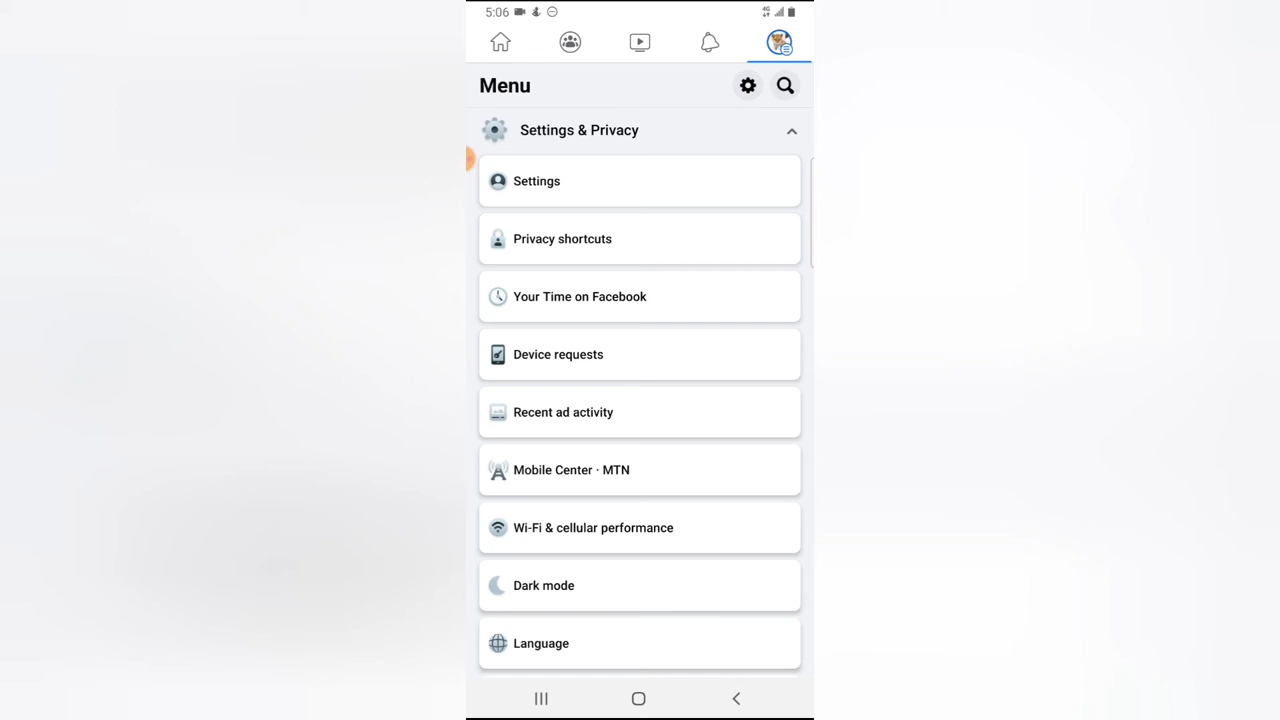 5:06
4G
Menu
Settings & Privacy
Settings
Privacy shortcuts
Your Time on Facebook
Device requests
Recent ad activity
Mobile Center · MTN
Wi-Fi & cellular performance
Dark mode
Language